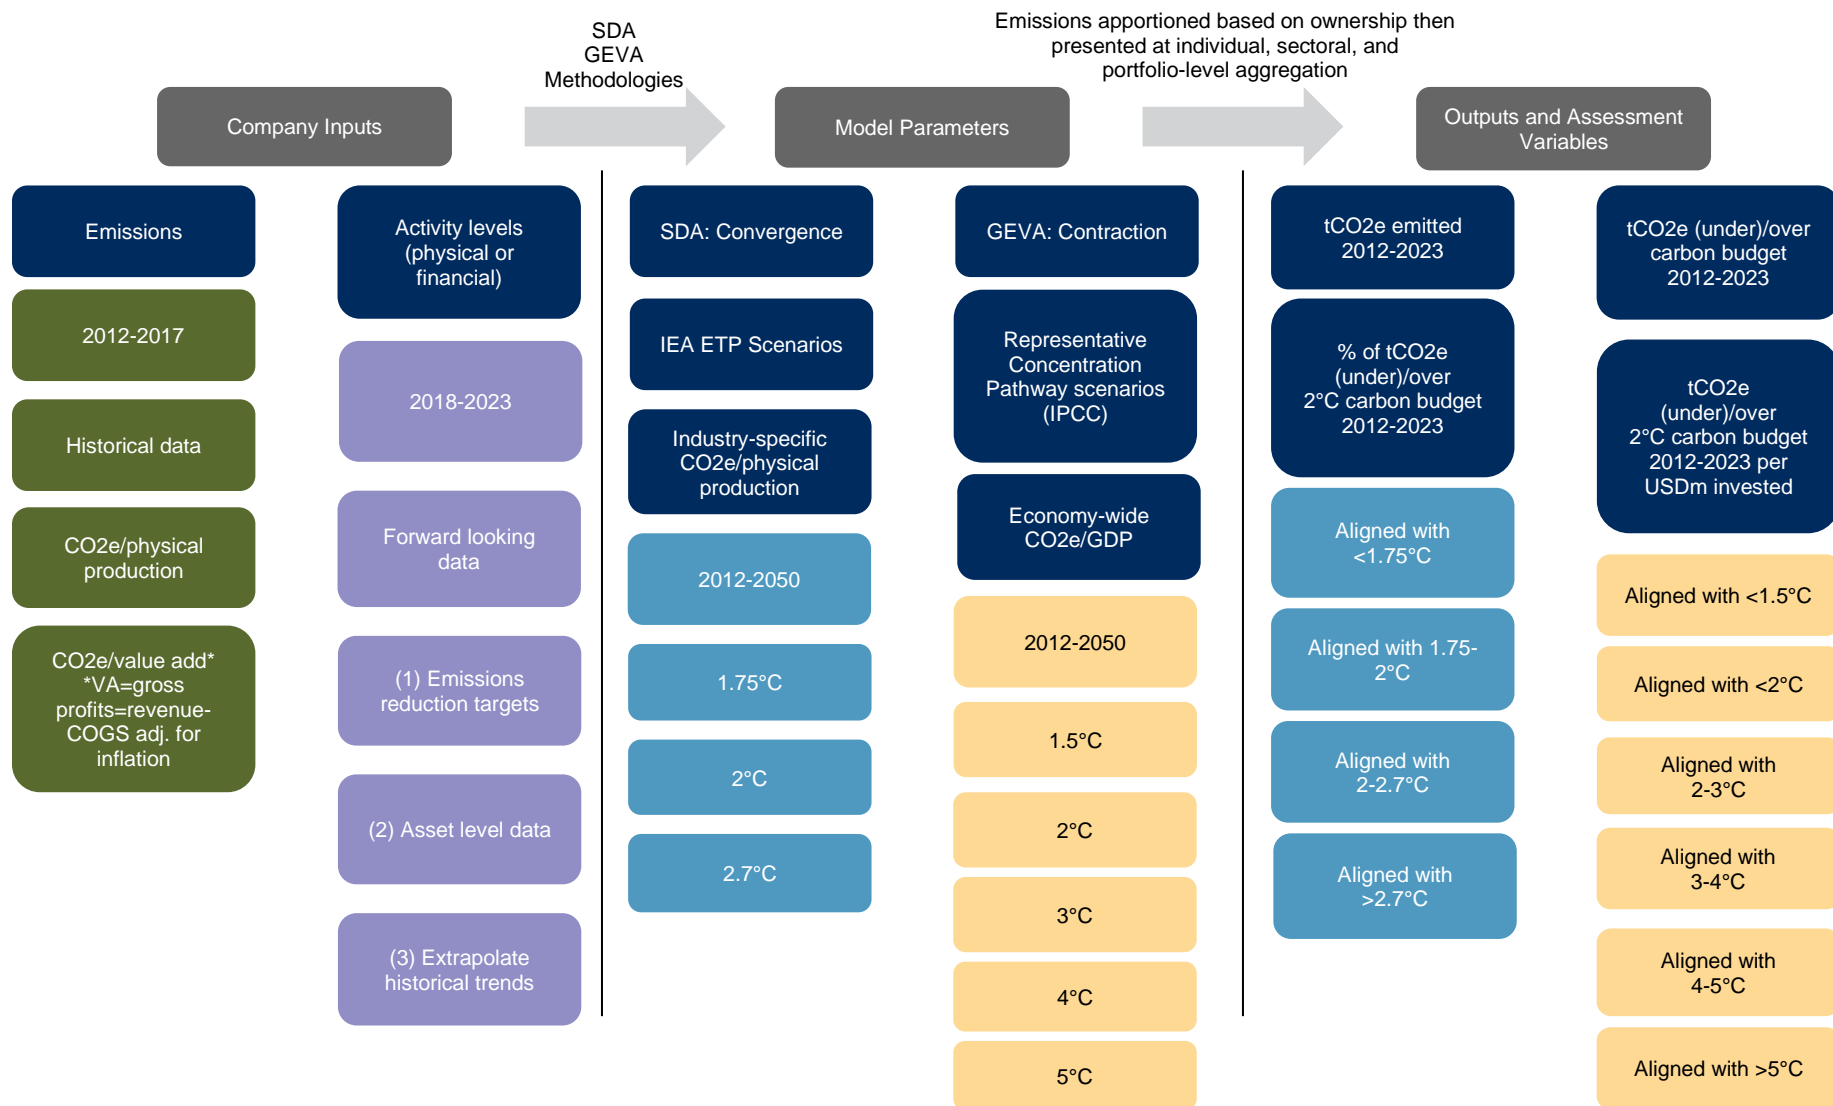 SDA
GEVA
Methodologies
Emissions apportioned based on ownership then
presented at individual, sectoral, and
portfolio-level aggregation
Company Inputs
Model Parameters
Outputs and Assessment
Variables
Emissions
2012-2017
Historical data
CO2e/physical
production
CO2e/value add*
*VA=gross
profits=revenue-
COGS adj. for
inflation
Activity levels
(physical or
financial)
2018-2023
Forward looking
data
(1) Emissions
reduction targets
(2) Asset level data
(3) Extrapolate
historical trends
SDA: Convergence
IEA ETP Scenarios
Industry-specific
CO2e/physical
production
2012-2050
1.75°C
2°C
2.7°C
GEVA: Contraction
Representative
Concentration
Pathway scenarios
(IPCC)
Economy-wide
CO2e/GDP
2012-2050
1.5°C
2°C
3°C
4°C
5°C
tCO2e emitted
2012-2023
% of tCO2e
(under)/over
2°C carbon budget
2012-2023
Aligned with
<1.75°C
Aligned with 1.75-
2°C
Aligned with
2-2.7°C
Aligned with
>2.7°C
tCO2e (under)/over
carbon budget
2012-2023
tCO2e
(under)/over
2°C carbon budget
2012-2023 per
USDm invested
Aligned with <1.5°C
Aligned with <2°C
Aligned with
2-3°C
Aligned with
3-4°C
Aligned with
4-5°C
Aligned with >5°C